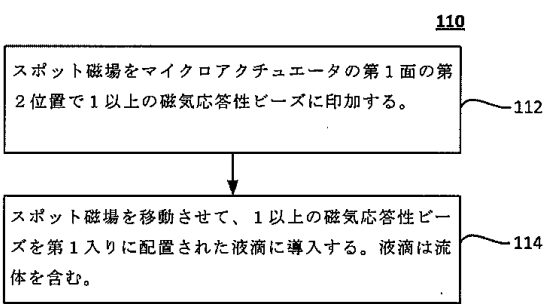 110
スポット磁場をマイクロアクチュエータの第1面の第
2位置で1以上の磁気応答性ビーズに印加する。
112
スポット磁場を移動させて、1以上の磁気応答性ビー
ズを第1入りに配置された液滴に導入する。液滴は流
体を含む。
114